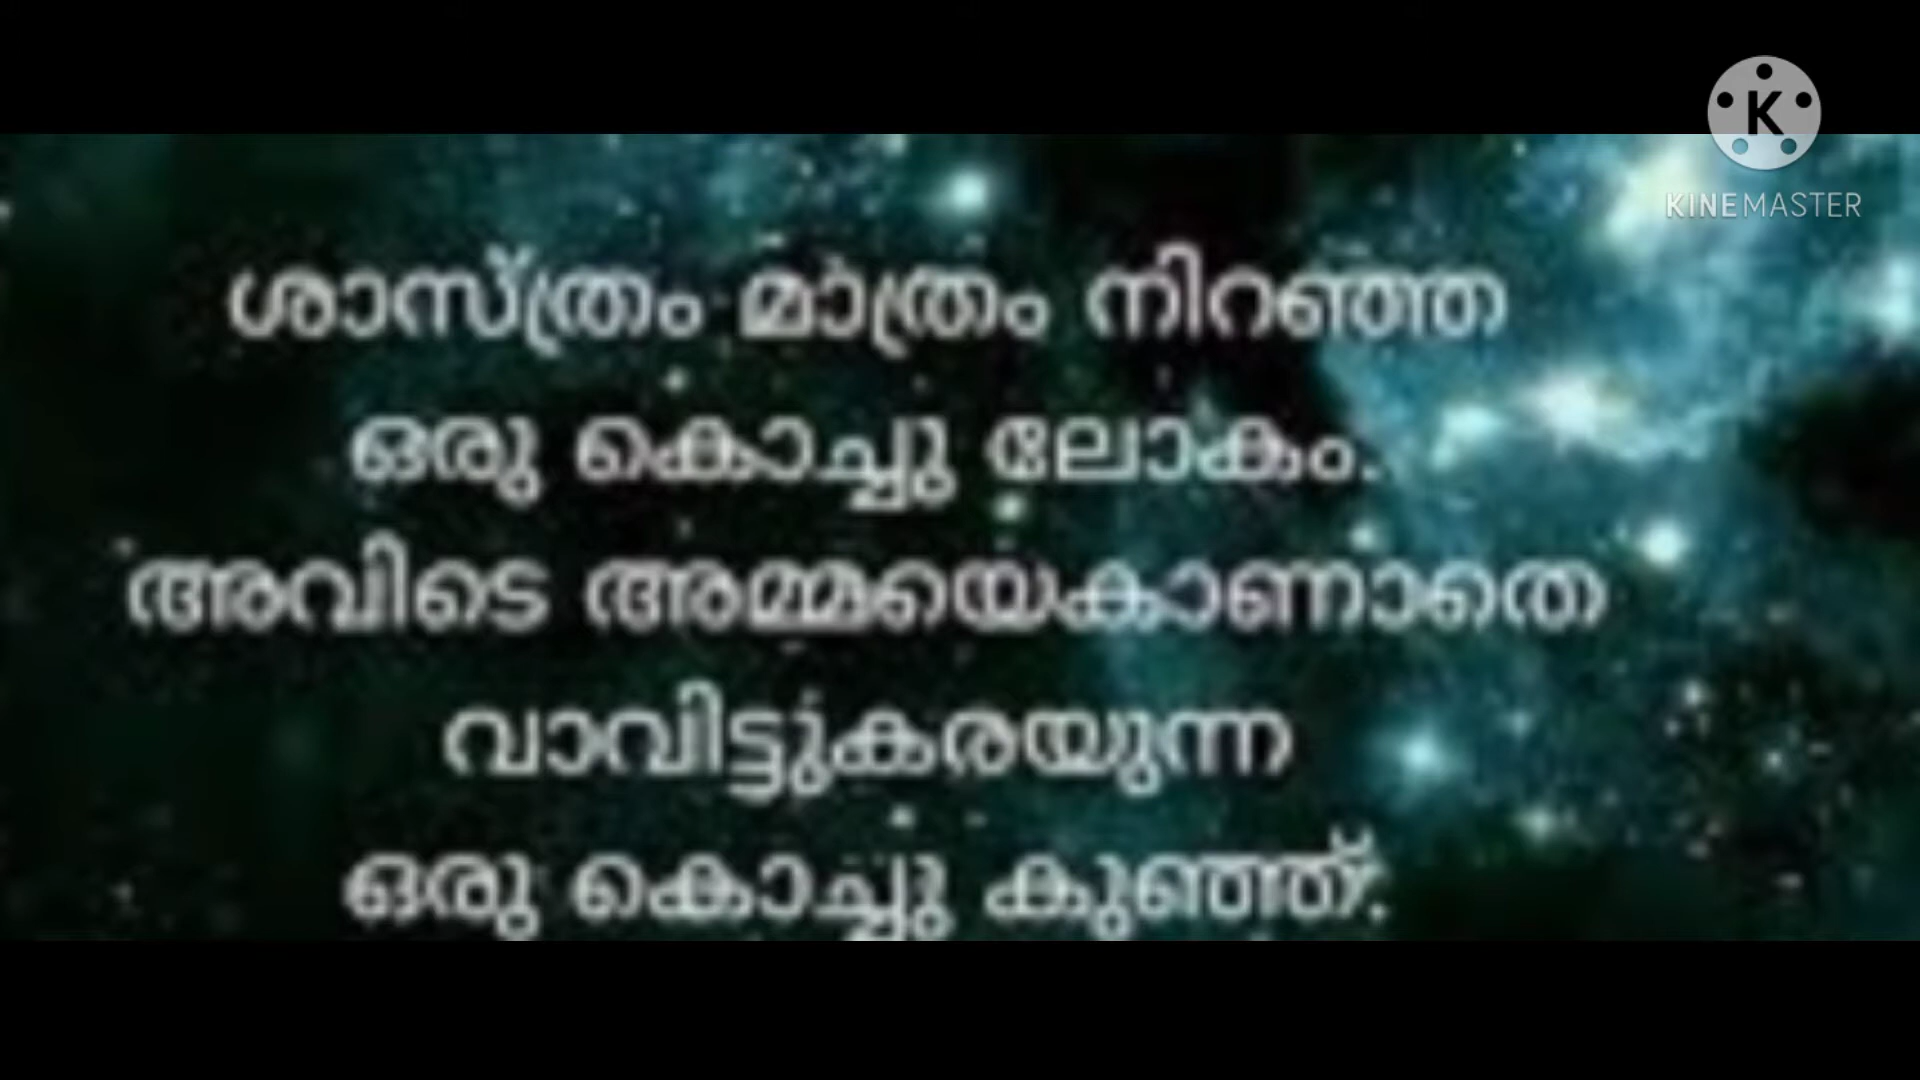 KINEMASTER
ശാസ്ത്രം മാത്രം നിറഞ്ഞ
ഒരു കൊച്ചു ലോകം.
അവിടെ അമ്മയെകാണാതെ
വാവിട്ടുകരയുന്ന
ഒരു കൊച്ചു കുഞ്ഞ്.